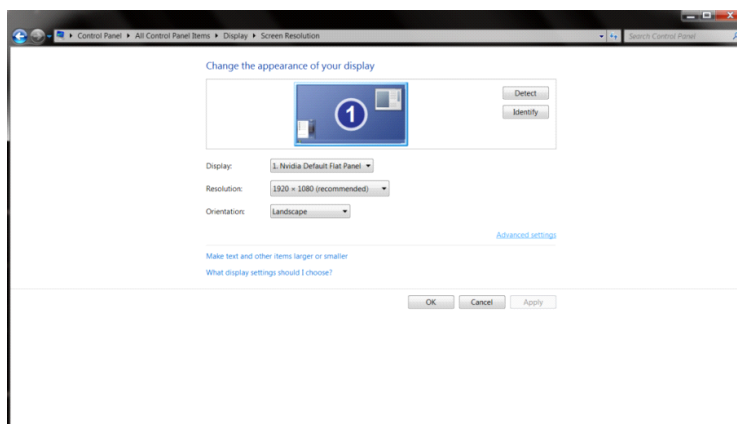 Control Panel All Control Panel Items Display Screen Resolution
Search Control Panel
Change the appearance of your display
1
Detect
Identify
Display: 1. Nvidia Default Flat Panel
Resolution: 1920 × 1080 (recommended)
Orientation: Landscape
Advanced settings
Make text and other items larger or smaller
What display settings should I choose?
OK Cancel Apply